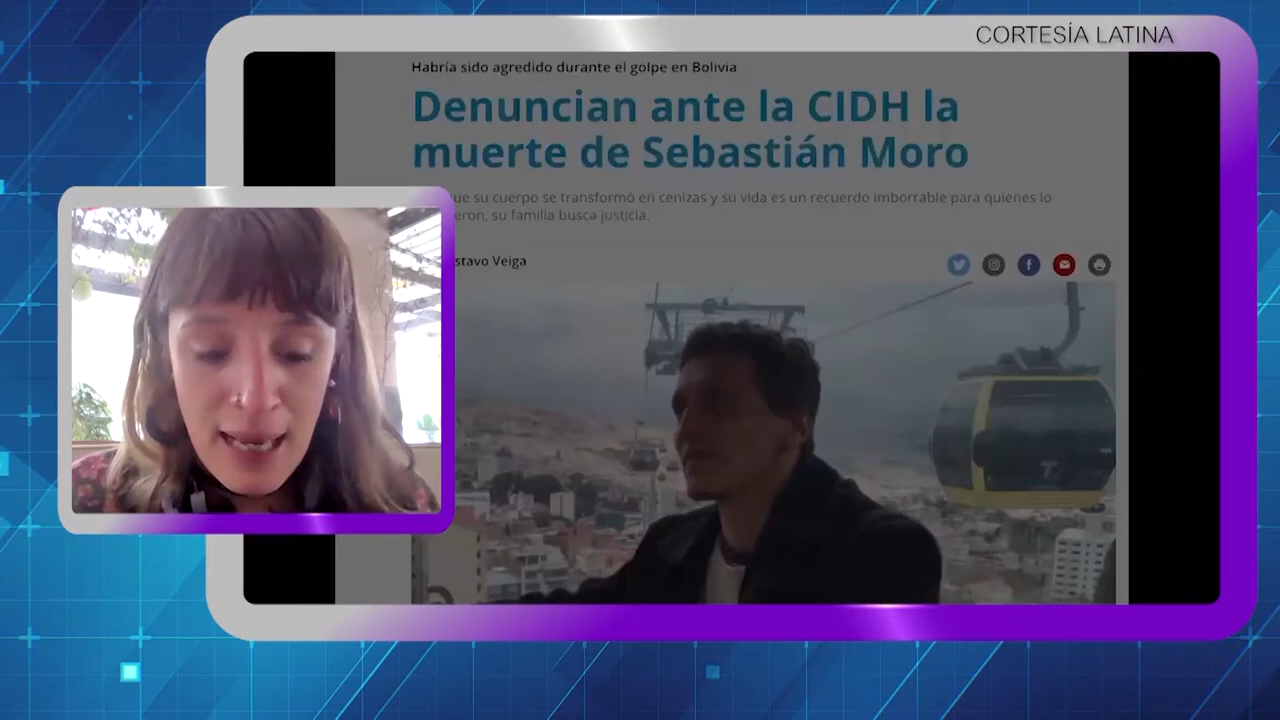 CORTESÍA LATINA
Habría sido agredido durante el golpe en Bolivia
Denuncian ante la CIDH la
muerte de Sebastián Moro
su cuerpo se transformó en cenizas y su vida es un recuerdo imborrable para quienes lo
su familia busca justicia.
Veiga